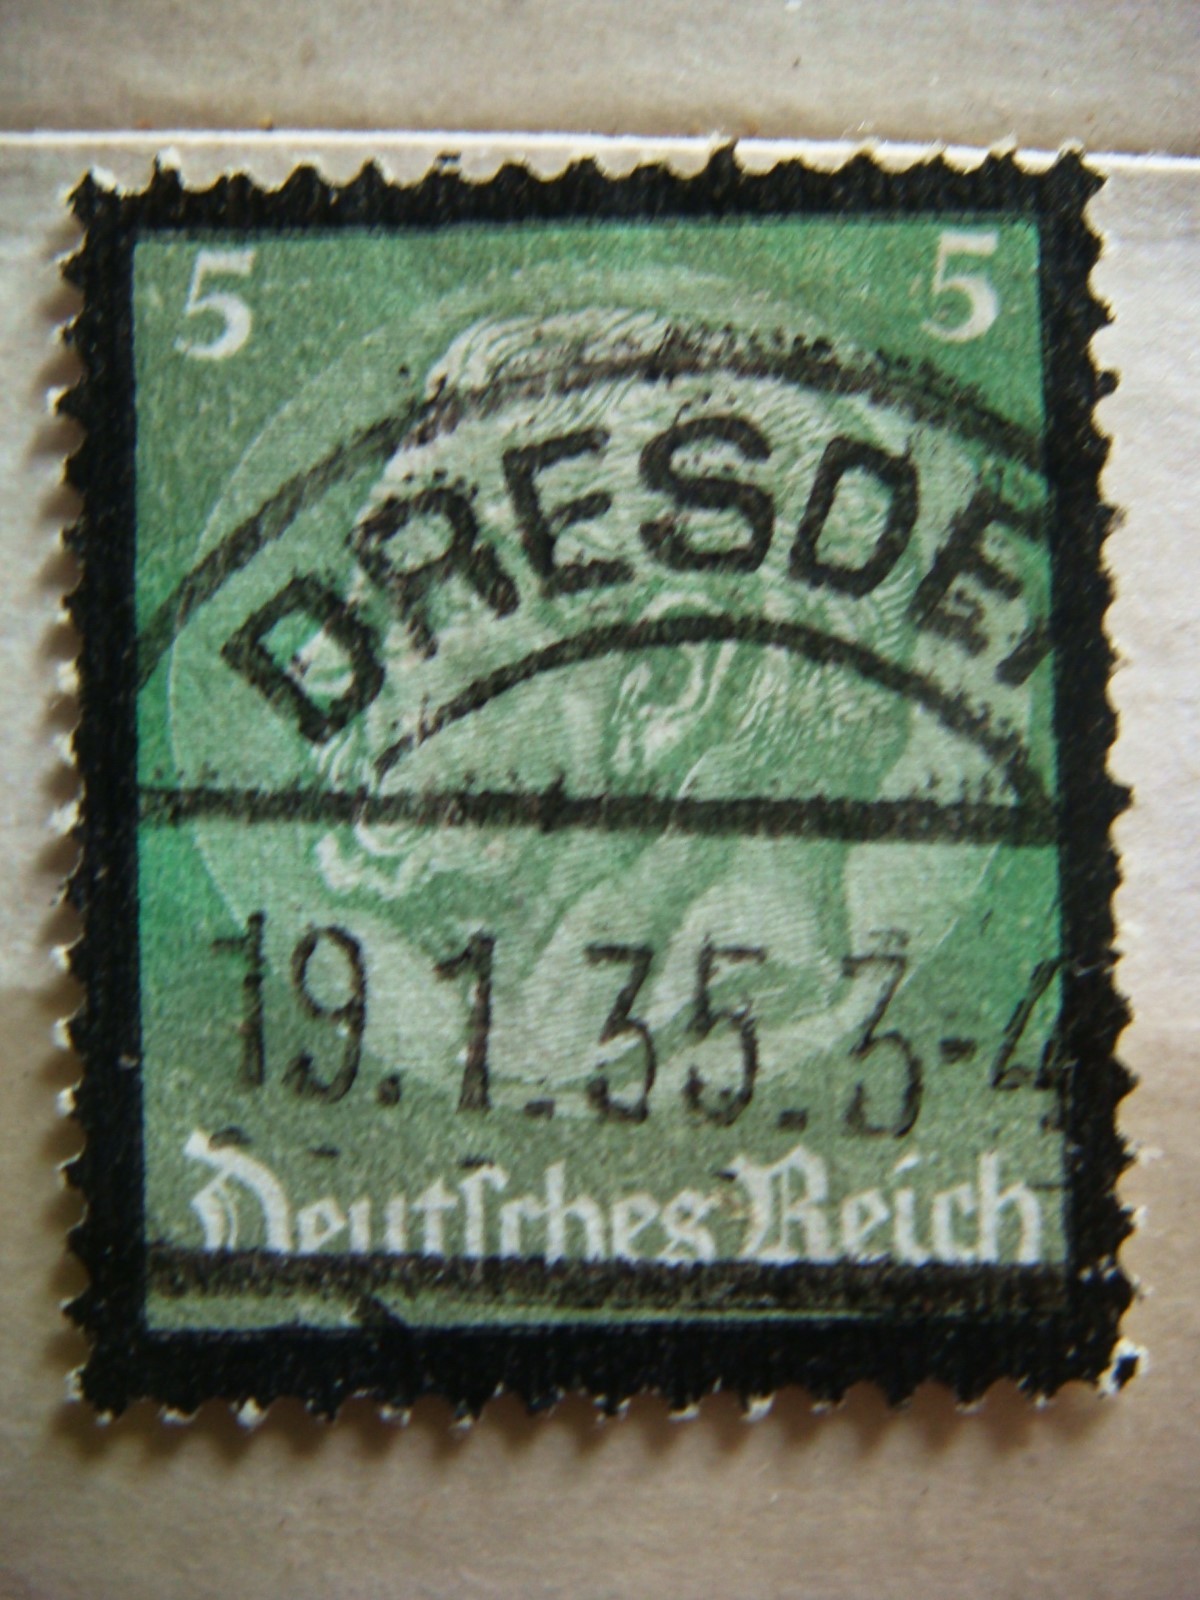 5 5
DRESDE
19.1.35.3-4
Deutsches Reich